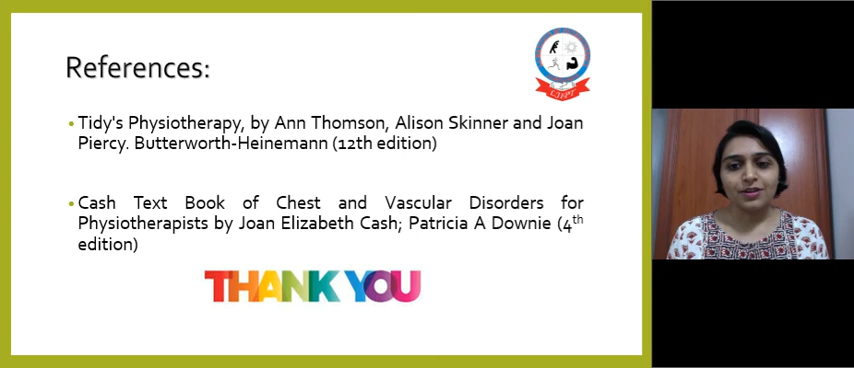 References:
Tidy's Physiotherapy, by Ann Thomson, Alison Skinner and Joan
Piercy. Butterworth-Heinemann (12th edition)
Cash Text Book of Chest and Vascular Disorders for
Physiotherapists by Joan Elizabeth Cash; Patricia A Downie (4th
edition)
THANK YOU